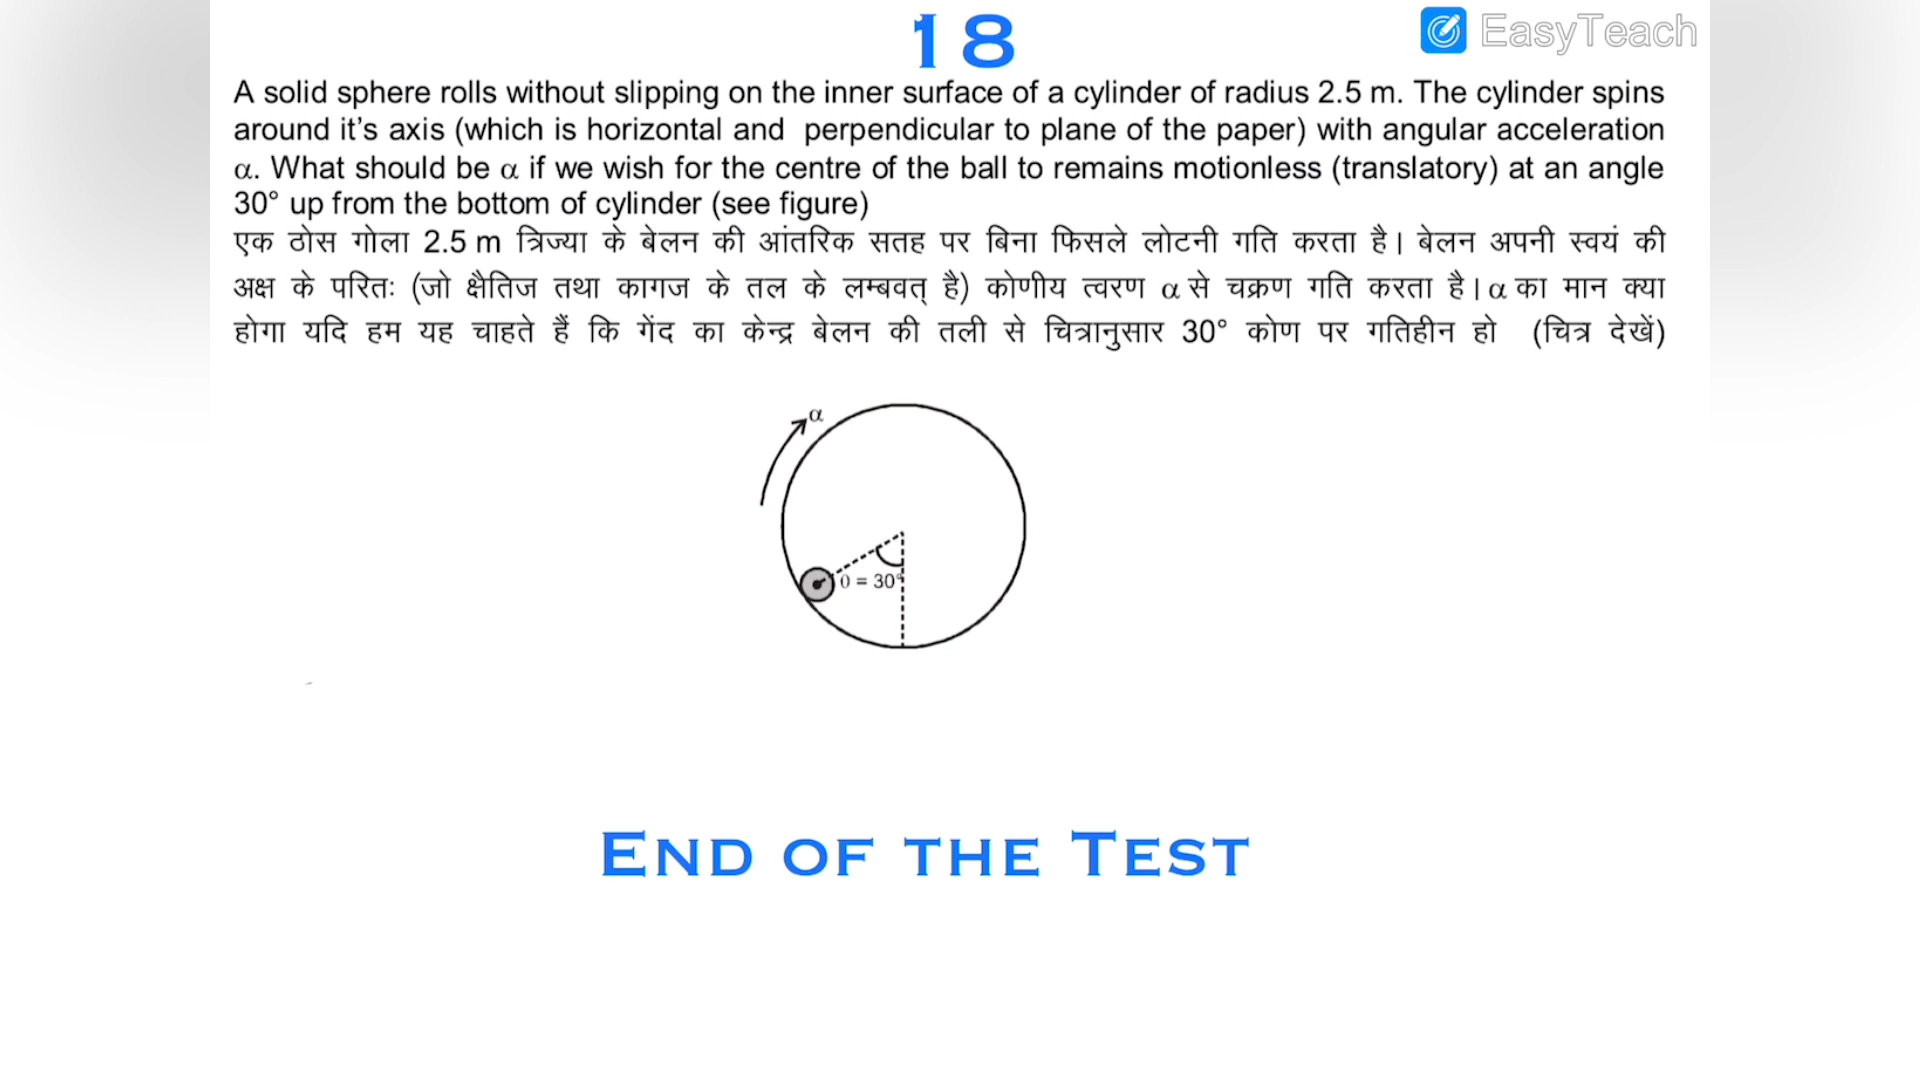 18
EasyTeach
A solid sphere rolls without slipping on the inner surface of a cylinder of radius 2.5 m. The cylinder spins
around it's axis (which is horizontal and perpendicular to plane of the paper) with angular acceleration
α. What should be α if we wish for the centre of the ball to remains motionless (translatory) at an angle
30° up from the bottom of cylinder (see figure)
एक ठोस गोला 2.5 m त्रिज्या के बेलन की आंतरिक सतह पर बिना फिसले लोटनी गति करता है। बेलन अपनी स्वयं की
अक्ष के परितः (जो क्षैतिज तथा कागज के तल के लम्बवत् है) कोणीय त्वरण α से चक्रण गति करता है। α का मान क्या
होगा यदि हम यह चाहते हैं कि गेंद का केन्द्र बेलन की तली से चित्रानुसार 30° कोण पर गतिहीन हो (चित्र देखें)
α
θ = 30°
END OF THE TEST